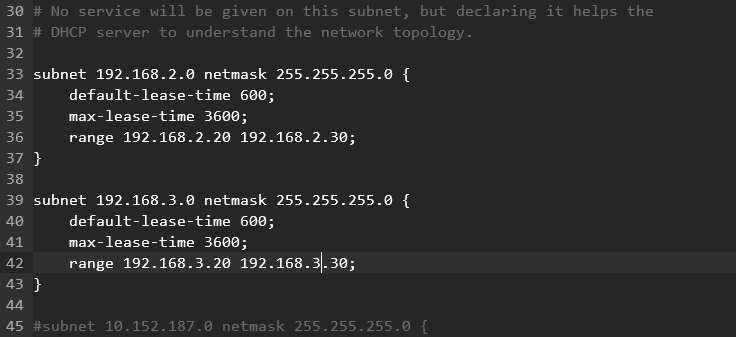 30 # No service will be given on this subnet, but declaring it helps the
31 # DHCP server to understand the network topology.
32
33 subnet 192.168.2.0 netmask 255.255.255.0 {
34     default-lease-time 600;
35     max-lease-time 3600;
36     range 192.168.2.20 192.168.2.30;
37 }
38
39 subnet 192.168.3.0 netmask 255.255.255.0 {
40     default-lease-time 600;
41     max-lease-time 3600;
42     range 192.168.3.20 192.168.3.30;
43 }
44
45 #subnet 10.152.187.0 netmask 255.255.255.0 {